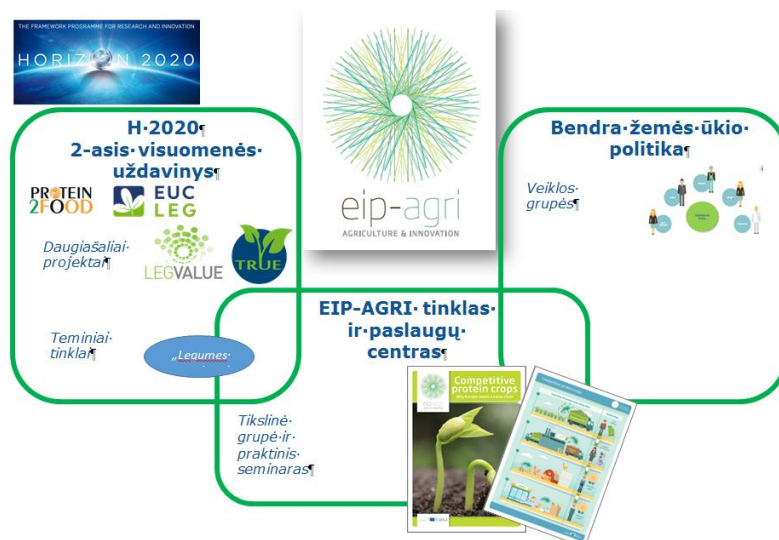 THE FRAMEWORK PROGRAMME FOR RESEARCH AND INNOVATION
HORIZON 2020
H·2020¶
2-asis·visuomenės·
uždavinys¶
PROTEIN
2FOOD
EUC
LEG
Daugiašaliai·
projektai¶
LEGVALUE
TRUE
Teminiai·
tinklai¶
„Legumes·
eip-agri
AGRICULTURE & INNOVATION
Bendra·žemės·ūkio·
politika¶
Veiklos·
grupės¶
EIP-AGRI·tinklas·
ir·paslaugų·
centras¶
Tikslinė·
grupė·ir·
praktinis·
seminaras¶
Competitive
protein crops